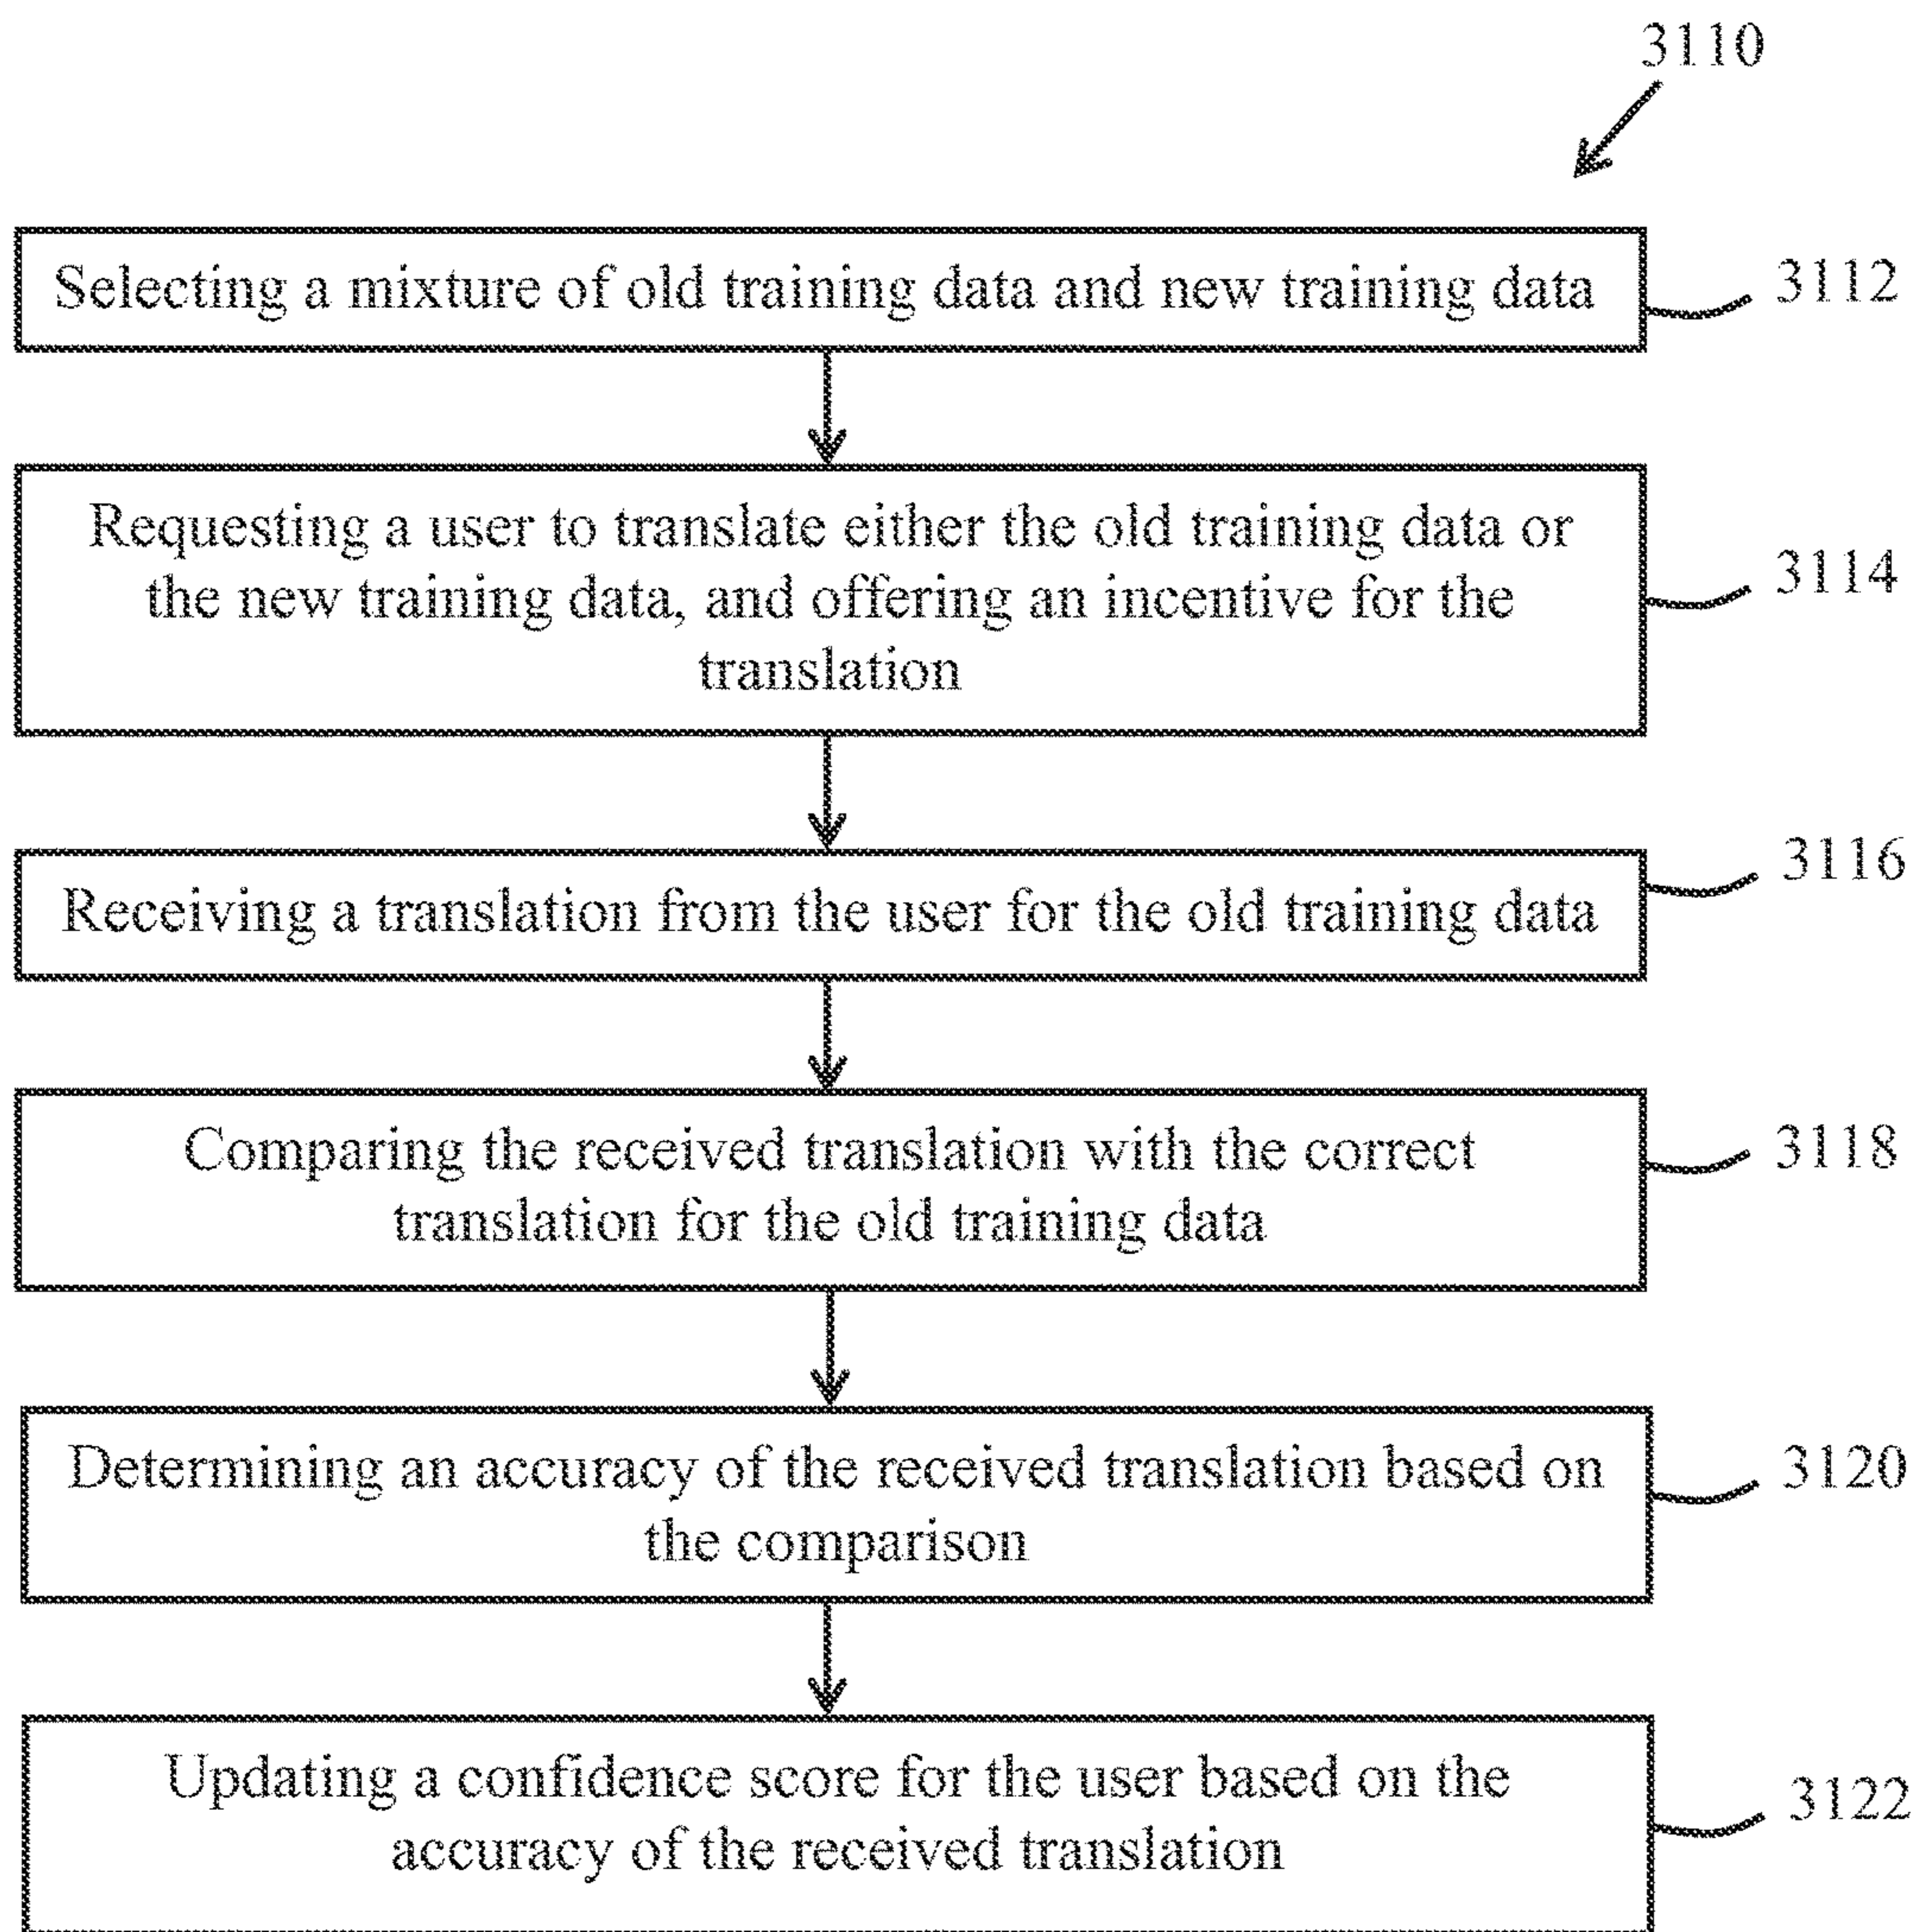 3110
Selecting a mixture of old training data and new training data
3112
Requesting a user to translate either the old training data or
the new training data, and offering an incentive for the
translation
3114
Receiving a translation from the user for the old training data
3116
Comparing the received translation with the correct
translation for the old training data
3118
Determining an accuracy of the received translation based on
the comparison
3120
Updating a confidence score for the user based on the
accuracy of the received translation
3122